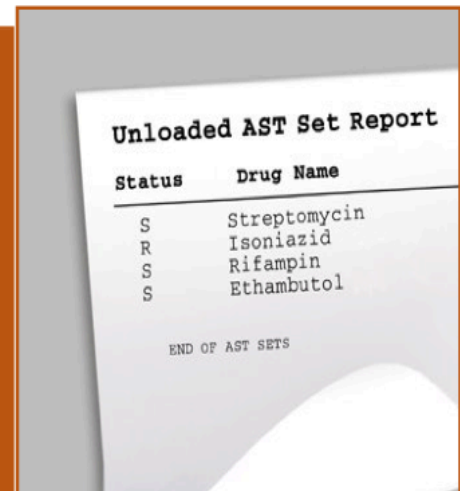 Unloaded AST Set Report
Status Drug Name
S Streptomycin
R Isoniazid
S Rifampin
S Ethambutol
END OF AST SETS